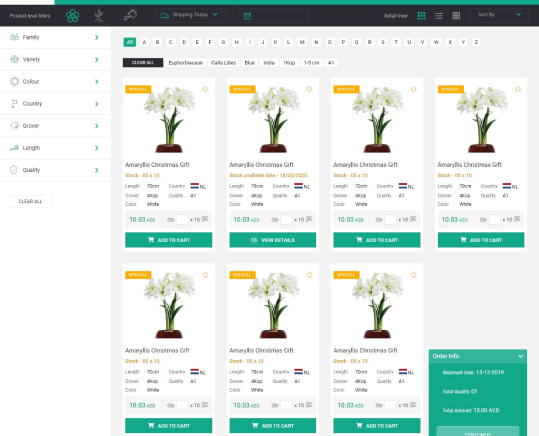 Product level filters
Shipping Today
Detail View
Sort By
Family
Variety
Colour
Country
Grover
Length
Quality
CLEAR ALL
All A B C D E F G H I J K L M N O P Q R S T U V W X Y Z
CLEAR ALL Euphorbiaceae Calla Lilies Blue India 1Kop 1-5 cm A1
SPECIAL
Amaryllis Christmas Gift
Stock - 05 x 10
Length 70cm Country NL
Grover 4Kop Quality A1
Color White
10.03 AED Qty x 10
ADD TO CART
SPECIAL
Amaryllis Christmas Gift
Stock available date - 18/05/2020
Length 70cm Country NL
Grover 4Kop Quality A1
Color White
10.03 AED Qty x 10
VIEW DETAILS
SPECIAL
Amaryllis Christmas Gift
Stock - 05 x 10
Length 70cm Country NL
Grover 4Kop Quality A1
Color White
10.03 AED Qty x 10
ADD TO CART
SPECIAL
Amaryllis Christmas Gift
Stock - 05 x 10
Length 70cm Country NL
Grover 4Kop Quality A1
Color White
10.03 AED Qty x 10
ADD TO CART
SPECIAL
Amaryllis Christmas Gift
Stock - 05 x 10
Length 70cm Country NL
Grover 4Kop Quality A1
Color White
10.03 AED Qty x 10
ADD TO CART
SPECIAL
Amaryllis Christmas Gift
Stock - 05 x 10
Length 70cm Country NL
Grover 4Kop Quality A1
Color White
10.03 AED Qty x 10
ADD TO CART
SPECIAL
Amaryllis Christmas Gift
Stock - 05 x 10
Length 70cm Country NL
Grover 4Kop Quality A1
Color White
10.03 AED Qty x 10
ADD TO CART
Order Info
Shipment Date: 15-12-2019
Total Quality: 01
Total Amount: 15.00 AED
CONTINUE